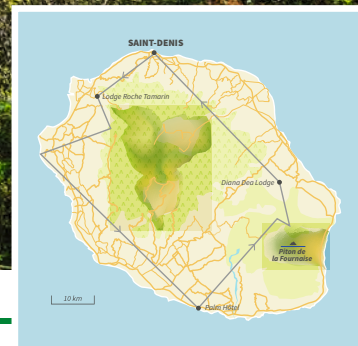 SAINT-DENIS
Lodge Roche Tamarin
Diana Dea Lodge
Piton de
la Fournaise
10 km
Palm Hôtel